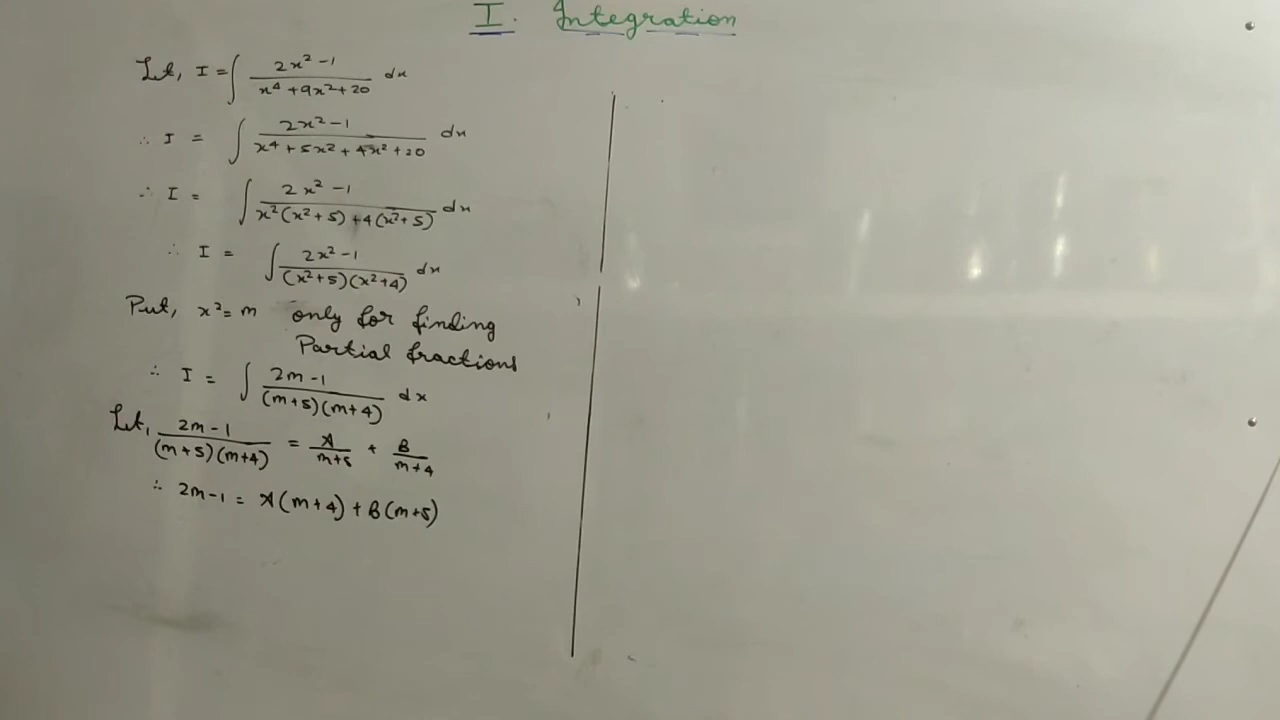 I. Integration
Let, I = ∫ (2x² - 1)/(x⁴ + 9x² + 20) dx
∴ I = ∫ (2x² - 1)/(x⁴ + 5x² + 4x² + 20) dx
∴ I = ∫ (2x² - 1)/(x²(x² + 5) + 4(x² + 5)) dx
∴ I = ∫ (2x² - 1)/((x² + 5)(x² + 4)) dx
Put, x² = m only for finding
Partial fractions
∴ I = ∫ (2m - 1)/((m + 5)(m + 4)) dx
Let, (2m - 1)/((m + 5)(m + 4)) = A/(m + 5) + B/(m + 4)
∴ 2m - 1 = A(m + 4) + B(m + 5)